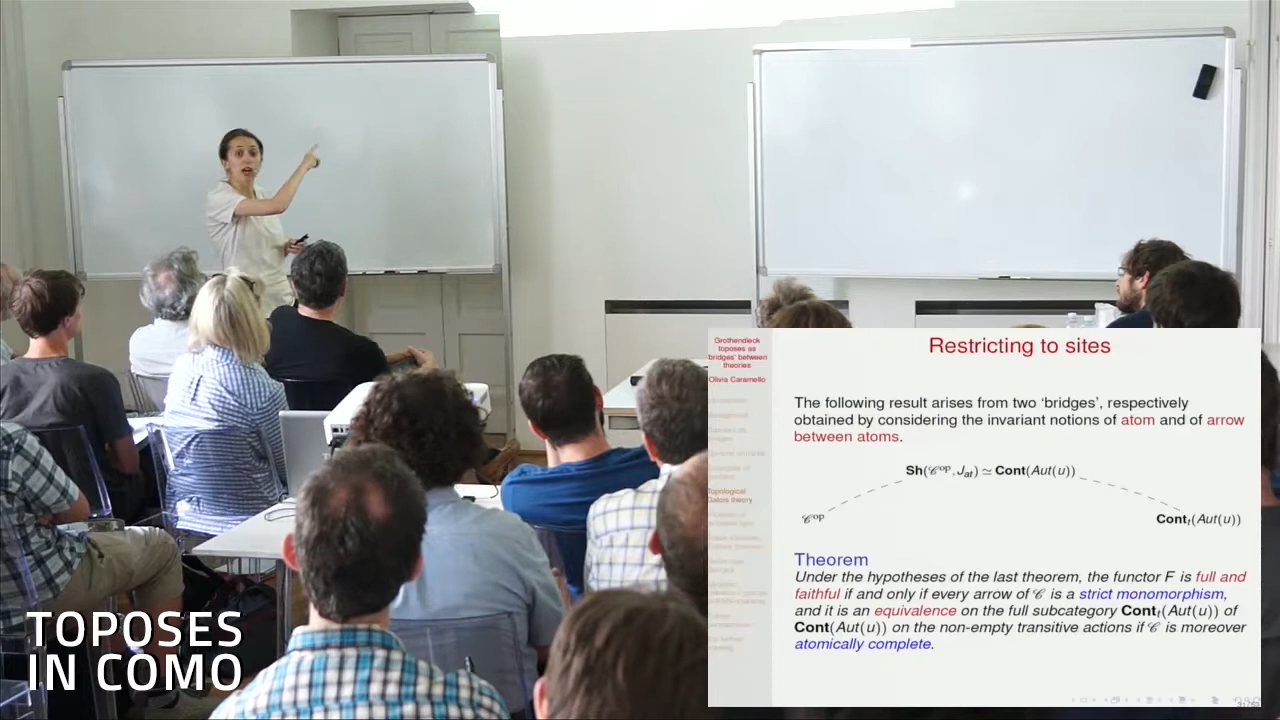 TOPOSES
IN COMO
Grothendieck
toposes as
'bridges' between
theories
Olivia Caramello
Topological
Galois theory
Restricting to sites
The following result arises from two ‘bridges’, respectively
obtained by considering the invariant notions of atom and of arrow
between atoms.
Sh(𝒞ᵒᵖ, J_at) ≃ Cont(Aut(u))
𝒞ᵒᵖ
Cont_t(Aut(u))
Theorem
Under the hypotheses of the last theorem, the functor F is full and
faithful if and only if every arrow of 𝒞 is a strict monomorphism,
and it is an equivalence on the full subcategory Cont_t(Aut(u)) of
Cont(Aut(u)) on the non-empty transitive actions if 𝒞 is moreover
atomically complete.